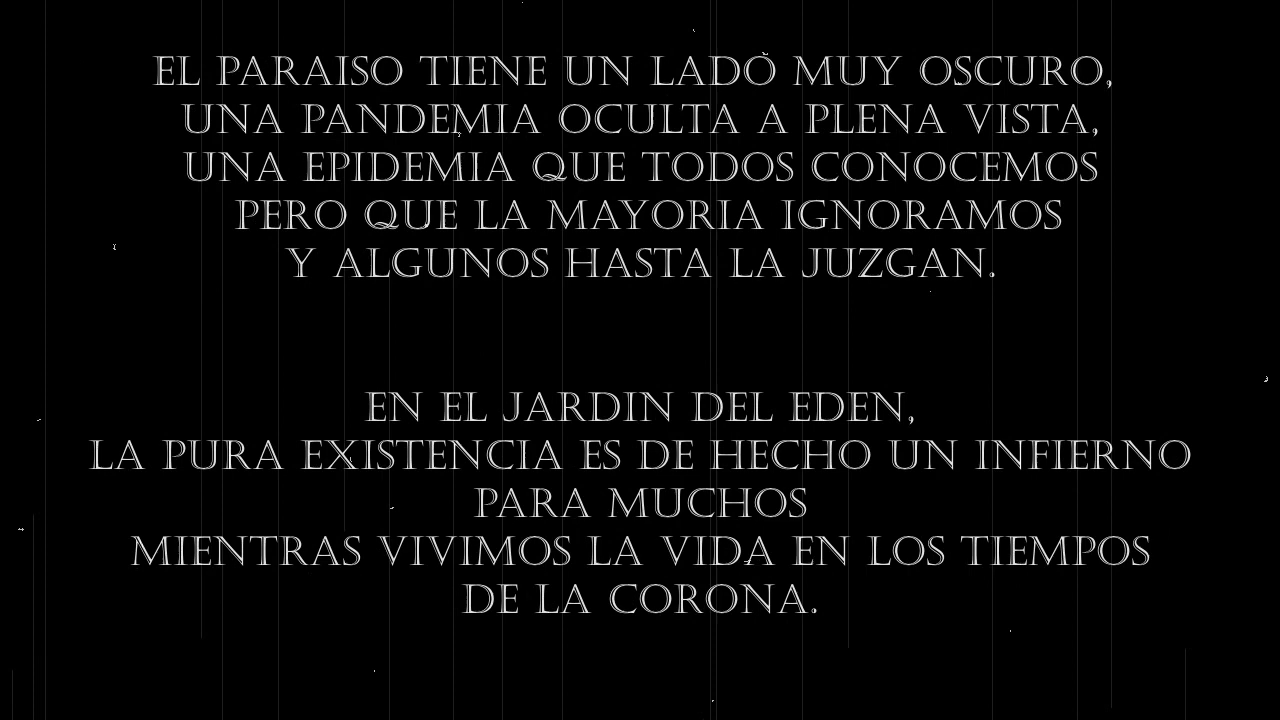 EL PARAISO TIENE UN LADO MUY OSCURO,
UNA PANDEMIA OCULTA A PLENA VISTA,
UNA EPIDEMIA QUE TODOS CONOCEMOS
PERO QUE LA MAYORIA IGNORAMOS
Y ALGUNOS HASTA LA JUZGAN.
EN EL JARDIN DEL EDEN,
LA PURA EXISTENCIA ES DE HECHO UN INFIERNO
PARA MUCHOS
MIENTRAS VIVIMOS LA VIDA EN LOS TIEMPOS
DE LA CORONA.